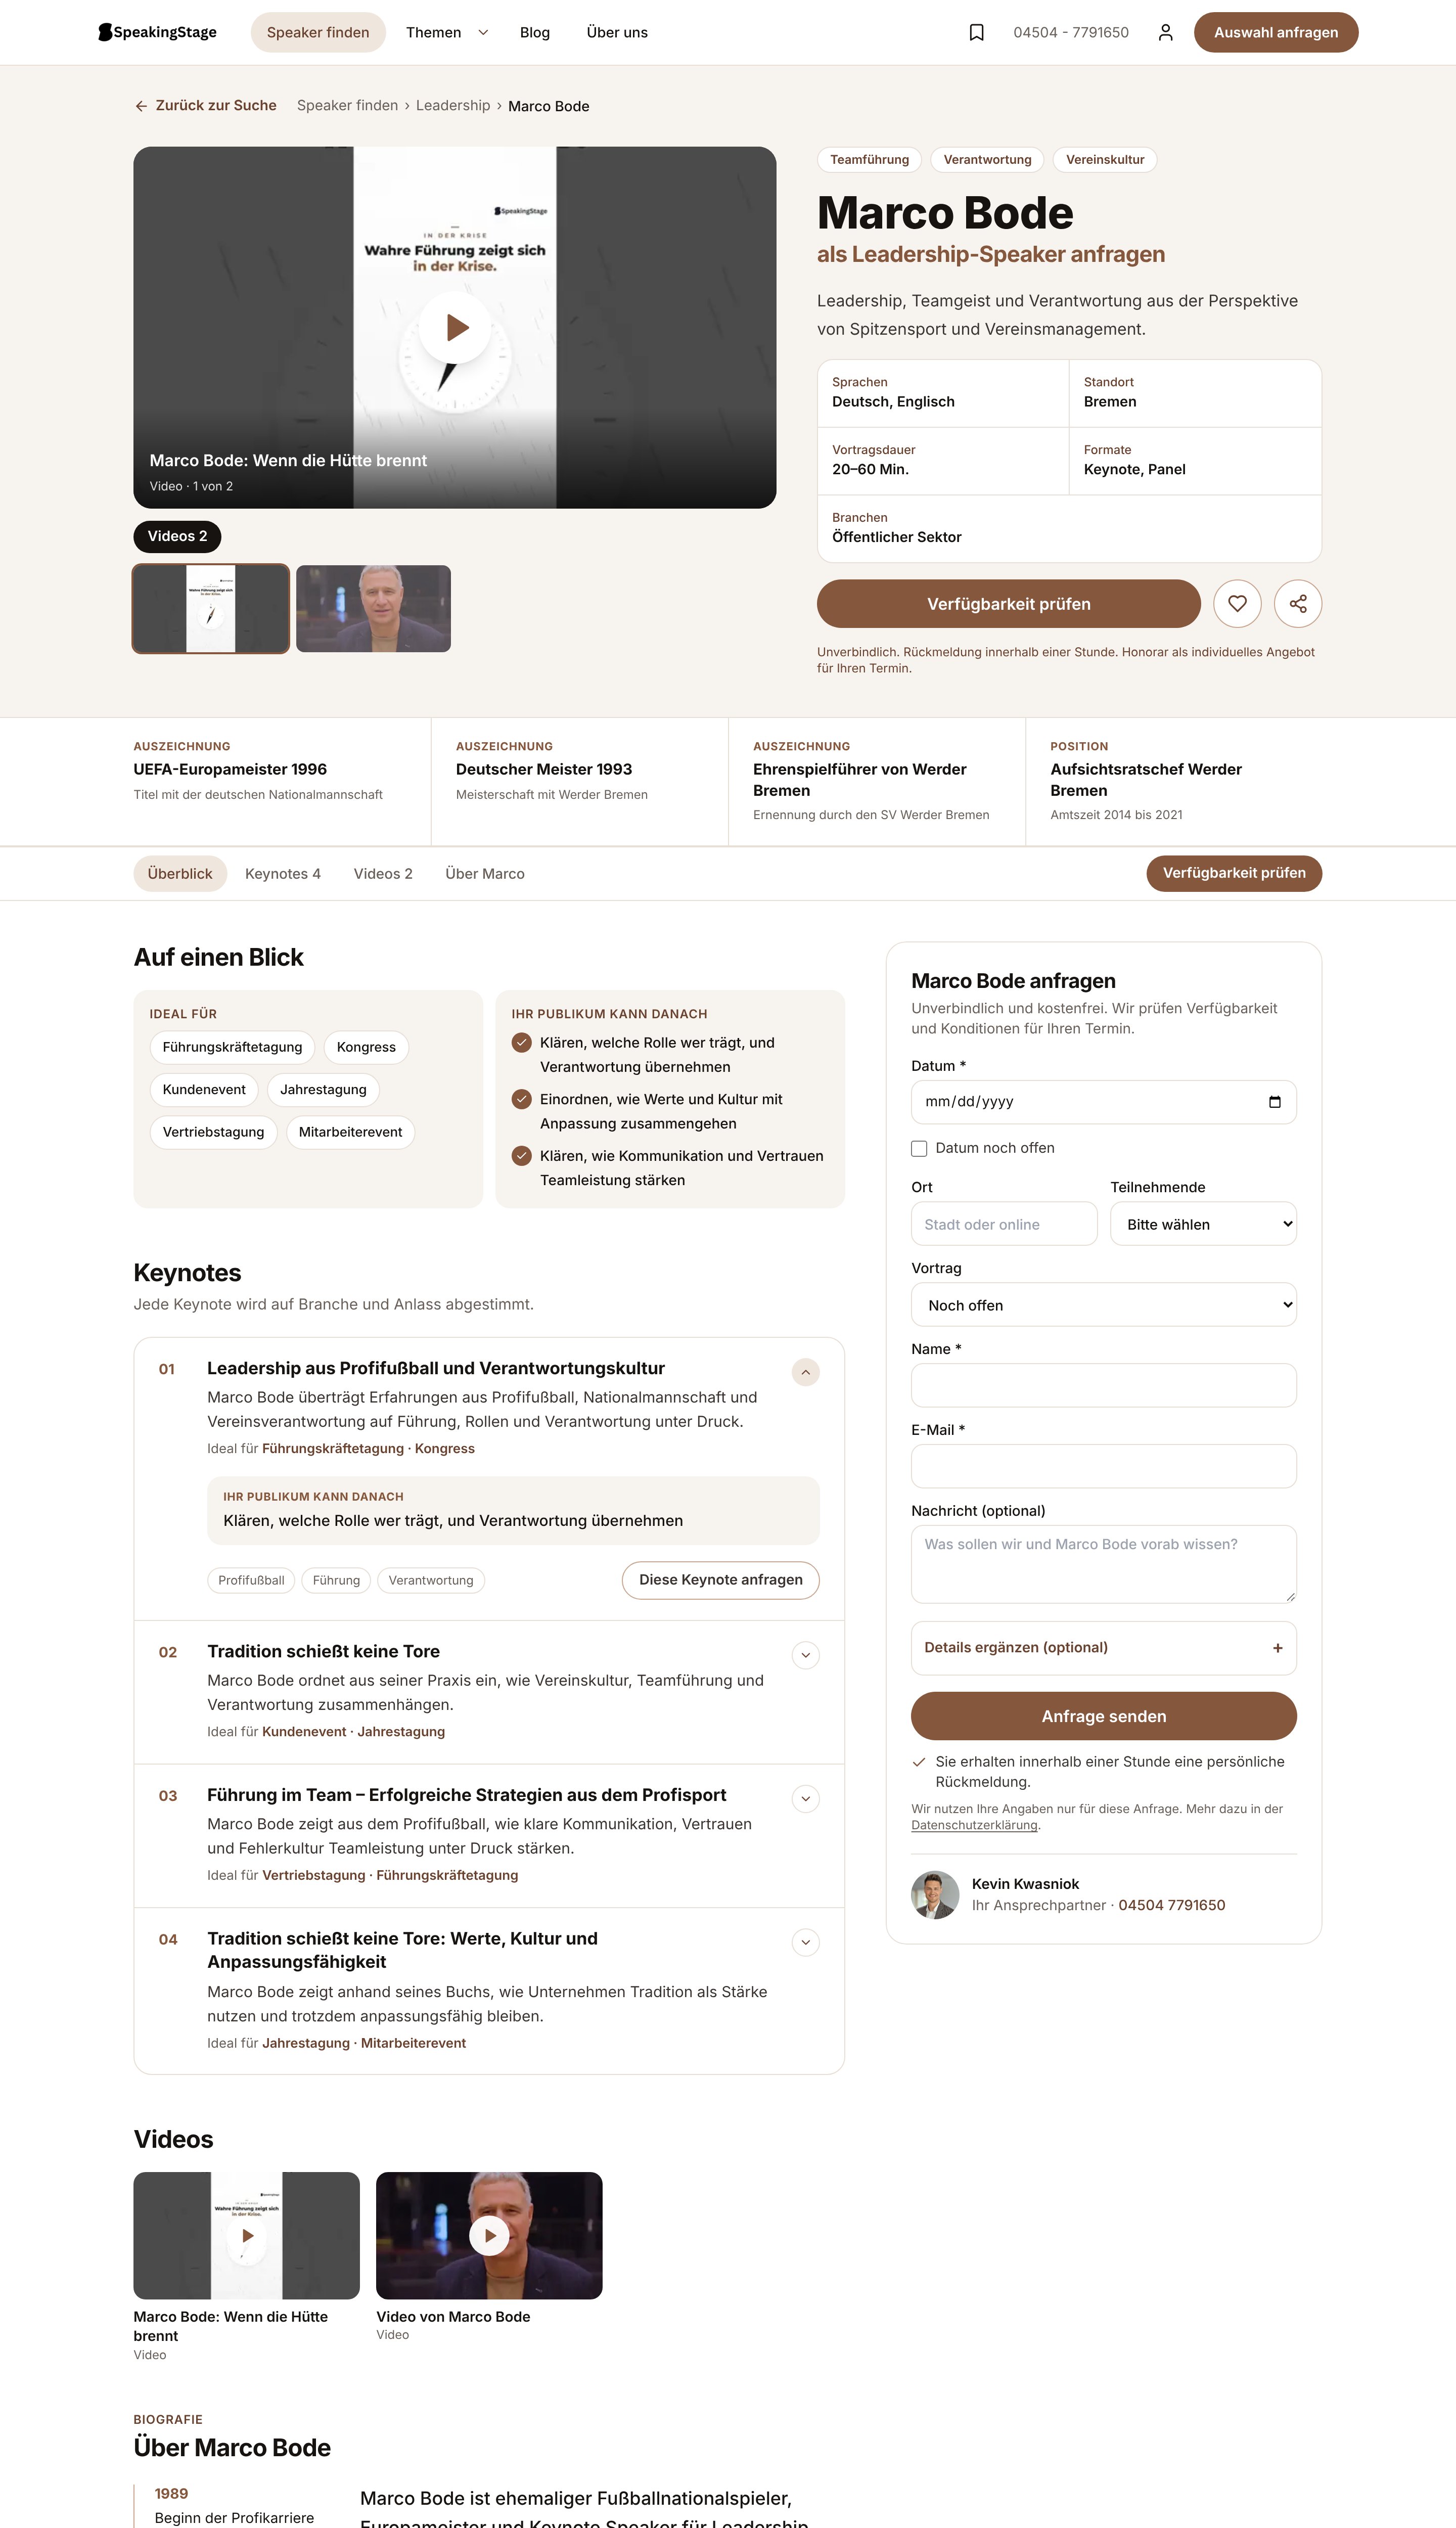 SpeakingStage
Speaker finden
Themen
Blog
Über uns
04504 - 7791650
Auswahl anfragen
Zurück zur Suche
Speaker finden › Leadership › Marco Bode
SpeakingStage
IN DER KRISE
Wahre Führung zeigt sich
in der Krise.
Marco Bode: Wenn die Hütte brennt
Video · 1 von 2
Videos 2
Wahre Führung zeigt sich
in der Krise.
Teamführung
Verantwortung
Vereinskultur
Marco Bode
als Leadership-Speaker anfragen
Leadership, Teamgeist und Verantwortung aus der Perspektive
von Spitzensport und Vereinsmanagement.
Sprachen
Deutsch, Englisch
Standort
Bremen
Vortragsdauer
20–60 Min.
Formate
Keynote, Panel
Branchen
Öffentlicher Sektor
Verfügbarkeit prüfen
Unverbindlich. Rückmeldung innerhalb einer Stunde. Honorar als individuelles Angebot
für Ihren Termin.
AUSZEICHNUNG
UEFA-Europameister 1996
Titel mit der deutschen Nationalmannschaft
AUSZEICHNUNG
Deutscher Meister 1993
Meisterschaft mit Werder Bremen
AUSZEICHNUNG
Ehrenspielführer von Werder
Bremen
Ernennung durch den SV Werder Bremen
POSITION
Aufsichtsratschef Werder
Bremen
Amtszeit 2014 bis 2021
Überblick
Keynotes 4
Videos 2
Über Marco
Verfügbarkeit prüfen
Auf einen Blick
IDEAL FÜR
Führungskräftetagung
Kongress
Kundenevent
Jahrestagung
Vertriebstagung
Mitarbeiterevent
IHR PUBLIKUM KANN DANACH
Klären, welche Rolle wer trägt, und
Verantwortung übernehmen
Einordnen, wie Werte und Kultur mit
Anpassung zusammengehen
Klären, wie Kommunikation und Vertrauen
Teamleistung stärken
Keynotes
Jede Keynote wird auf Branche und Anlass abgestimmt.
01
Leadership aus Profifußball und Verantwortungskultur
Marco Bode überträgt Erfahrungen aus Profifußball, Nationalmannschaft und
Vereinsverantwortung auf Führung, Rollen und Verantwortung unter Druck.
Ideal für Führungskräftetagung · Kongress
IHR PUBLIKUM KANN DANACH
Klären, welche Rolle wer trägt, und Verantwortung übernehmen
Profifußball
Führung
Verantwortung
Diese Keynote anfragen
02
Tradition schießt keine Tore
Marco Bode ordnet aus seiner Praxis ein, wie Vereinskultur, Teamführung und
Verantwortung zusammenhängen.
Ideal für Kundenevent · Jahrestagung
03
Führung im Team – Erfolgreiche Strategien aus dem Profisport
Marco Bode zeigt aus dem Profifußball, wie klare Kommunikation, Vertrauen
und Fehlerkultur Teamleistung unter Druck stärken.
Ideal für Vertriebstagung · Führungskräftetagung
04
Tradition schießt keine Tore: Werte, Kultur und
Anpassungsfähigkeit
Marco Bode zeigt anhand seines Buchs, wie Unternehmen Tradition als Stärke
nutzen und trotzdem anpassungsfähig bleiben.
Ideal für Jahrestagung · Mitarbeiterevent
Marco Bode anfragen
Unverbindlich und kostenfrei. Wir prüfen Verfügbarkeit
und Konditionen für Ihren Termin.
Datum *
mm/dd/yyyy
Datum noch offen
Ort
Stadt oder online
Teilnehmende
Bitte wählen
Vortrag
Noch offen
Name *
E-Mail *
Nachricht (optional)
Was sollen wir und Marco Bode vorab wissen?
Details ergänzen (optional)
+
Anfrage senden
Sie erhalten innerhalb einer Stunde eine persönliche
Rückmeldung.
Wir nutzen Ihre Angaben nur für diese Anfrage. Mehr dazu in der
Datenschutzerklärung.
Kevin Kwasniok
Ihr Ansprechpartner · 04504 7791650
Videos
Wahre Führung zeigt sich
in der Krise.
Marco Bode: Wenn die Hütte
brennt
Video
Video von Marco Bode
Video
BIOGRAFIE
Über Marco Bode
1989
Beginn der Profikarriere
Marco Bode ist ehemaliger Fußballnationalspieler,
Europameister und Keynote Speaker für Leadership